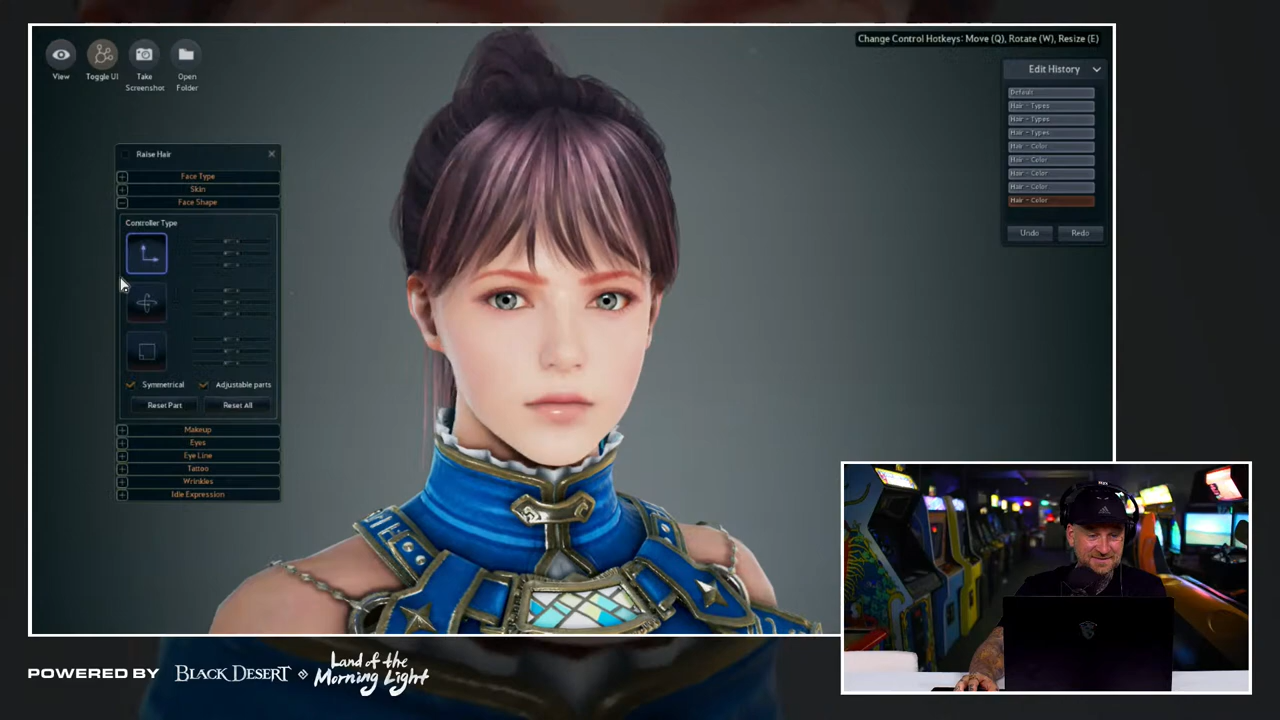 Change Control Hotkeys: Move (Q), Rotate (W), Resize (E)
View
Toggle UI
Take Screenshot
Open Folder
Edit History
Default
Hair - Types
Hair - Types
Hair - Types
Hair - Color
Hair - Color
Hair - Color
Hair - Color
Hair - Color
Undo
Redo
Raise Hair
Face Type
Skin
Face Shape
Controller Type
Symmetrical
Adjustable parts
Reset Part
Reset All
Makeup
Eyes
Eye Line
Tattoo
Wrinkles
Idle Expression
POWERED BY BLACK DESERT
Land of the
Morning Light